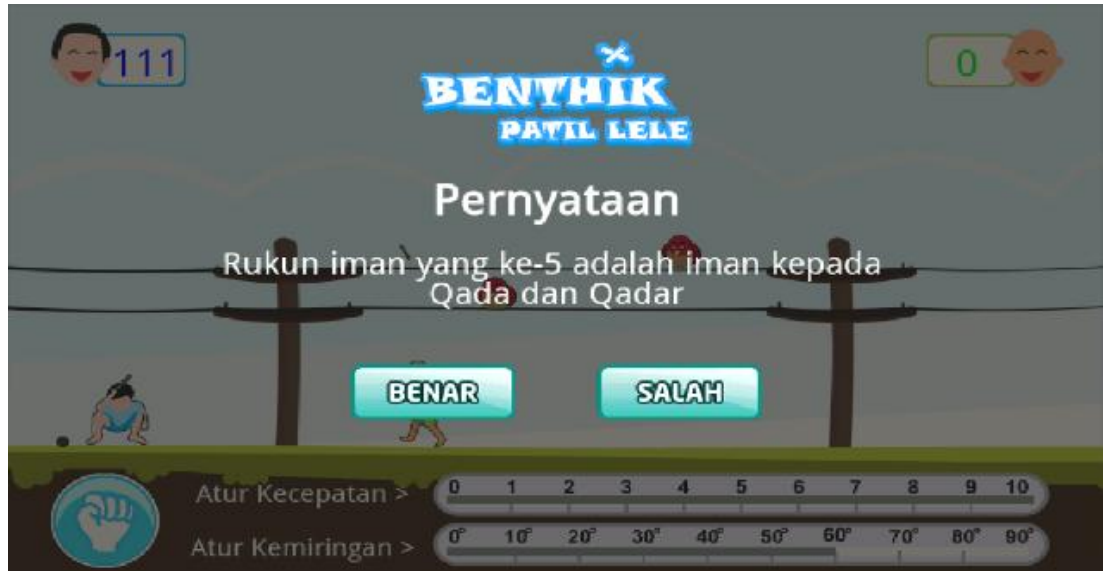 111
0
BENTHIK
PATIL LELE
Pernyataan
Rukun iman yang ke-5 adalah iman kepada
Qada dan Qadar
BENAR
SALAH
Atur Kecepatan >
0 1 2 3 4 5 6 7 8 9 10
Atur Kemiringan >
0° 10° 20° 30° 40° 50° 60° 70° 80° 90°